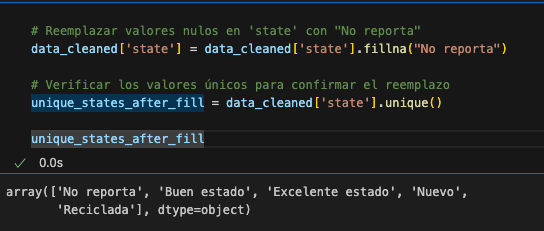 # Reemplazar valores nulos en 'state' con "No reporta"
data_cleaned['state'] = data_cleaned['state'].fillna("No reporta")
# Verificar los valores únicos para confirmar el reemplazo
unique_states_after_fill = data_cleaned['state'].unique()
unique_states_after_fill
0.0s
array(['No reporta', 'Buen estado', 'Excelente estado', 'Nuevo',
'Reciclada'], dtype=object)